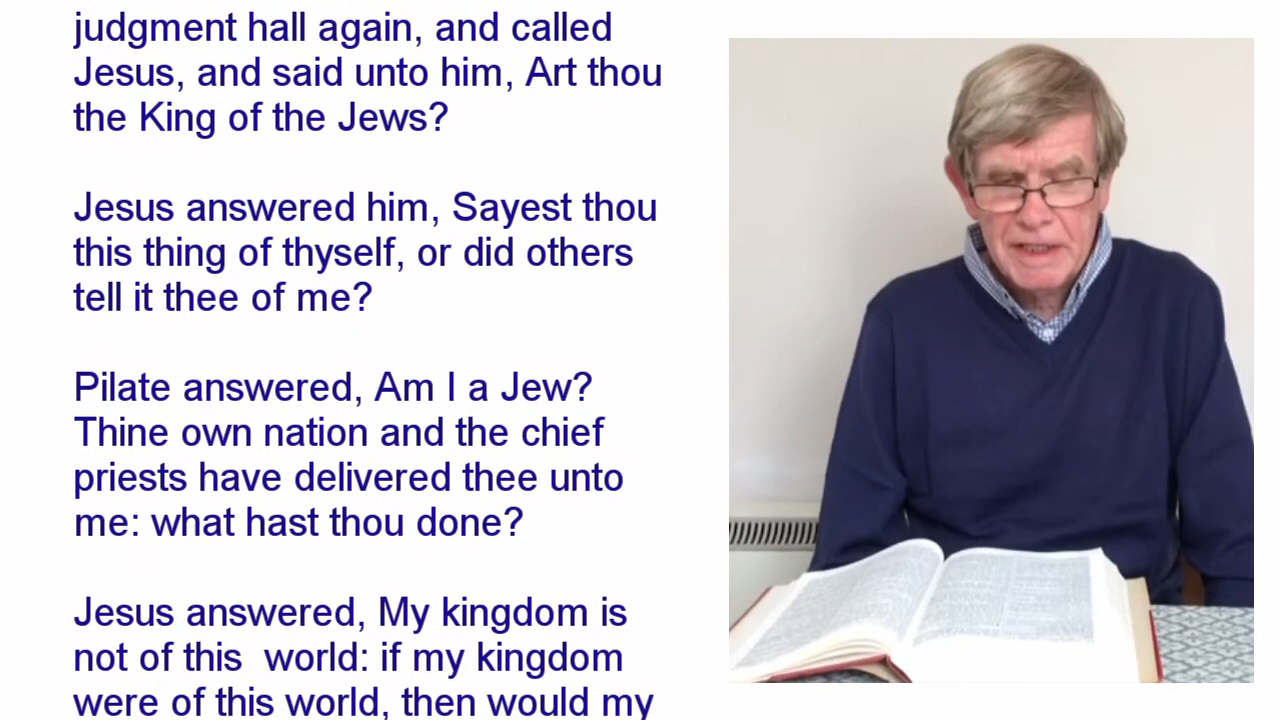 judgment hall again, and called
Jesus, and said unto him, Art thou
the King of the Jews?
Jesus answered him, Sayest thou
this thing of thyself, or did others
tell it thee of me?
Pilate answered, Am I a Jew?
Thine own nation and the chief
priests have delivered thee unto
me: what hast thou done?
Jesus answered, My kingdom is
not of this  world: if my kingdom
were of this world, then would my